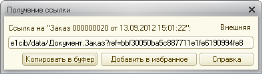 Получение ссылки
Ссылка на "Заказ 000000020 от 13.09.2012 15:01:22": Внешняя
e1cib/data/Документ.Заказ?ref=bbf30050ba5c887711e1fe6190994fe8
Копировать в буфер Добавить в избранное Справка